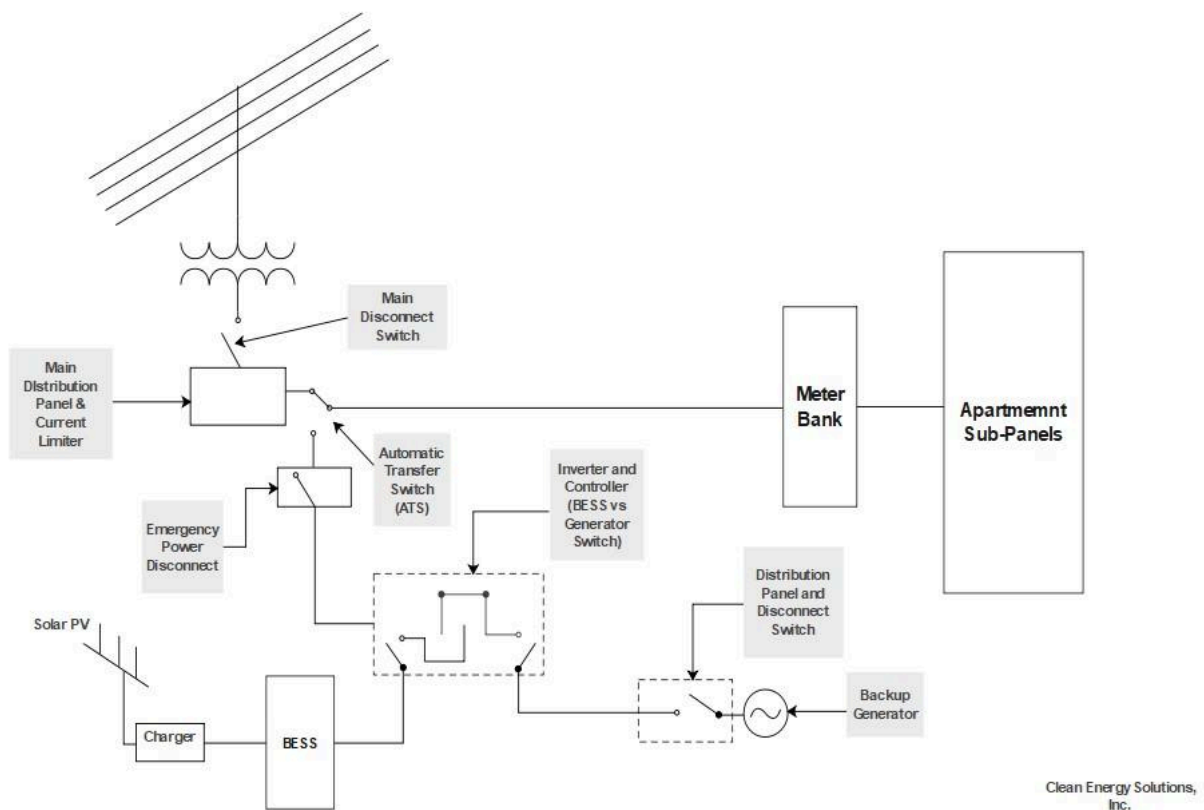 Main
Disconnect
Switch
Main
DIstribution
Panel &
Current
Limiter
Meter
Bank
Apartmemnt
Sub-Panels
Automatic
Transfer
Switch
(ATS)
Inverter and
Controller
(BESS vs
Generator
Switch)
Emergency
Power
Disconnect
Distribution
Panel and
Disconnect
Switch
Solar PV
Backup
Generator
Charger
BESS
Clean Energy Solutions,
Inc.